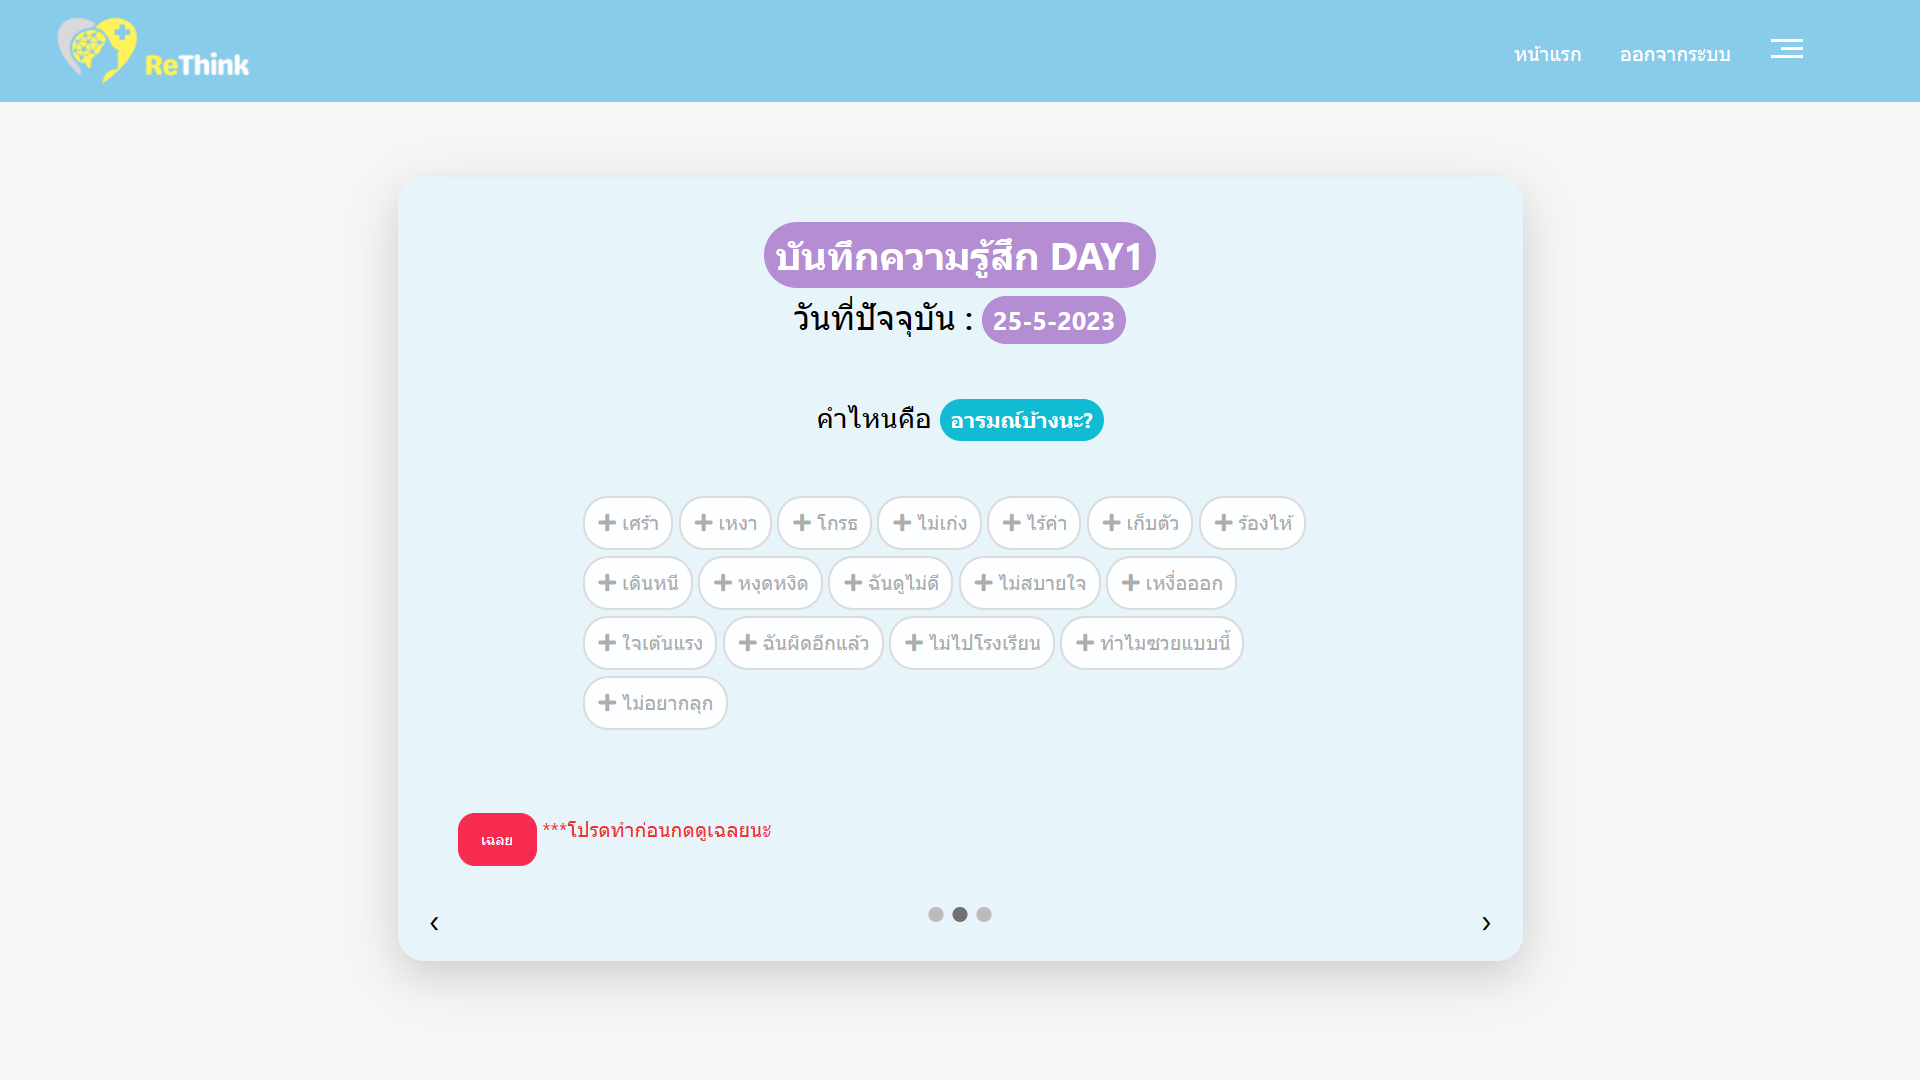 ReThink
หน้าแรก ออกจากระบบ
บันทึกความรู้สึก DAY1
วันที่ปัจจุบัน : 25-5-2023
คำไหนคือ อารมณ์บ้างนะ?
เศร้า เหงา โกรธ ไม่เก่ง ไร้ค่า เก็บตัว ร้องไห้
เดินหนี หงุดหงิด ฉันดูไม่ดี ไม่สบายใจ เหงื่อออก
ใจเต้นแรง ฉันผิดอีกแล้ว ไม่ไปโรงเรียน ทำไมซวยแบบนี้
ไม่อยากลุก
เฉลย ***โปรดทำก่อนกดดูเฉลยนะ
‹ ›